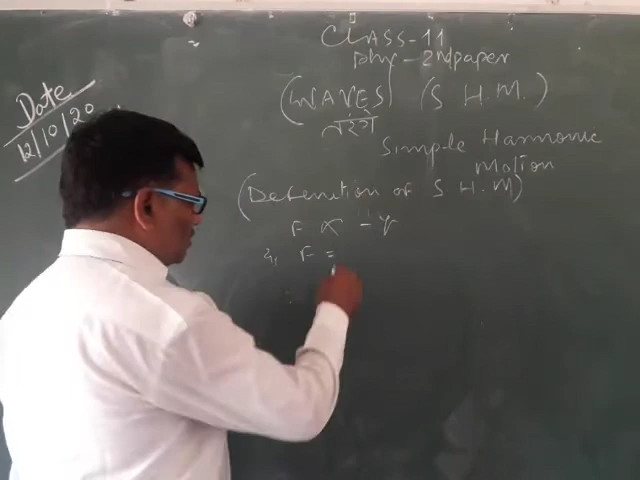 CLASS-11
phy-2ndpaper
(WAVES) (S H.M.)
तरंग
Simple Harmonic
Motion
Date
12/10/20
(Defenition of S H.M)
F ∝ -y
या, F =